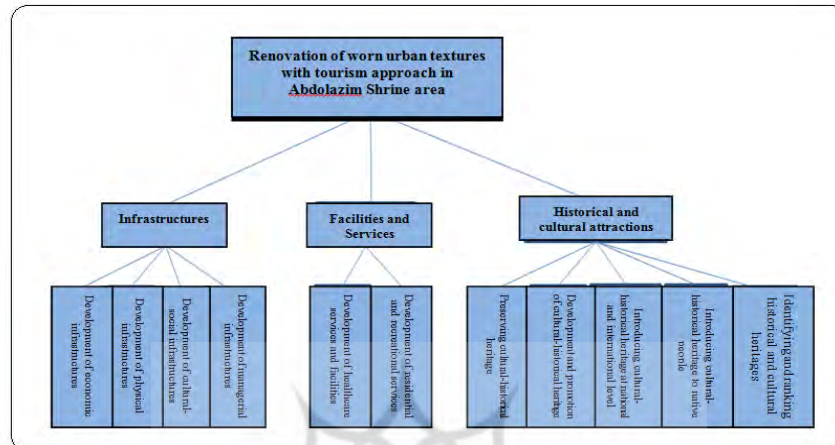 Renovation of worn urban textures
with tourism approach in
Abdolazim Shrine area
Infrastructures
Facilities and
Services
Historical and
cultural attractions
Development of economic
infrastructures
Development of physical
infrastructures
Development of cultural-
social infrastructures
Development of managerial
infrastructures
Development of healthcare
services and facilities
Development of residential
and recreational services
Preserving cultural-historical
heritage
Development and promotion
of cultural-historical heritage
Introducing cultural-
historical heritage at national
and international level
Introducing cultural-
historical heritage to native
people
Identifying and ranking
historical and cultural
heritages